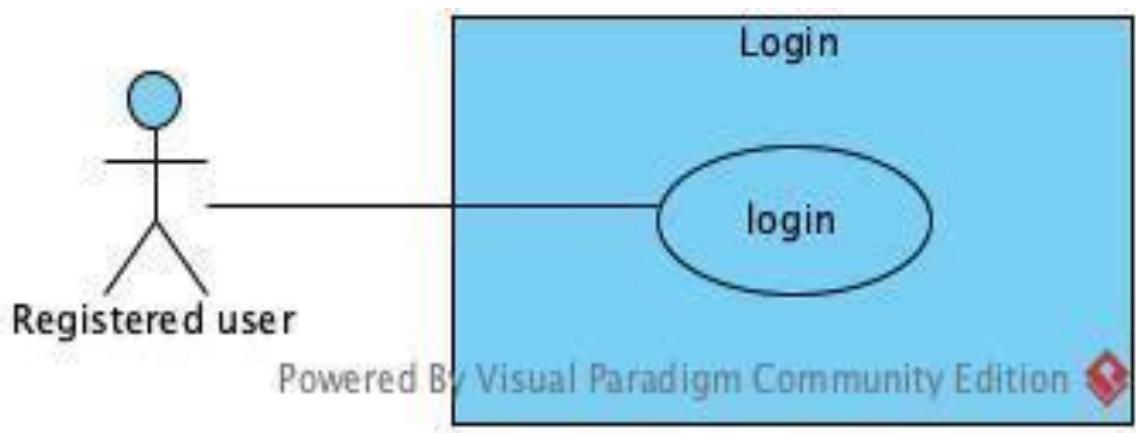 Login
login
Registered user
Powered By Visual Paradigm Community Edition